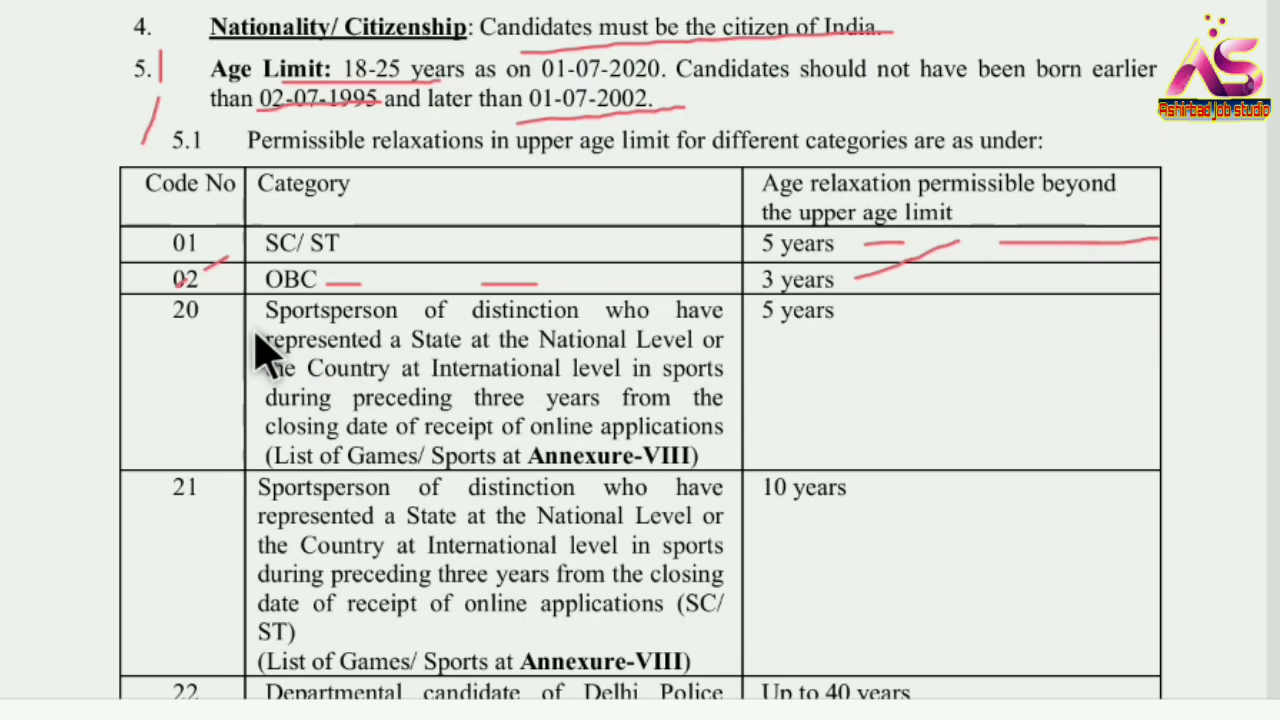 4. Nationality/ Citizenship: Candidates must be the citizen of India.
5. Age Limit: 18-25 years as on 01-07-2020. Candidates should not have been born earlier
than 02-07-1995 and later than 01-07-2002.
5.1 Permissible relaxations in upper age limit for different categories are as under:
Code No Category Age relaxation permissible beyond
the upper age limit
01 SC/ ST 5 years
02 OBC 3 years
20 Sportsperson of distinction who have 5 years
represented a State at the National Level or
the Country at International level in sports
during preceding three years from the
closing date of receipt of online applications
(List of Games/ Sports at Annexure-VIII)
21 Sportsperson of distinction who have 10 years
represented a State at the National Level or
the Country at International level in sports
during preceding three years from the closing
date of receipt of online applications (SC/
ST)
(List of Games/ Sports at Annexure-VIII)
22 Departmental candidate of Delhi Police Up to 40 years
AS
Ashirbad job studio